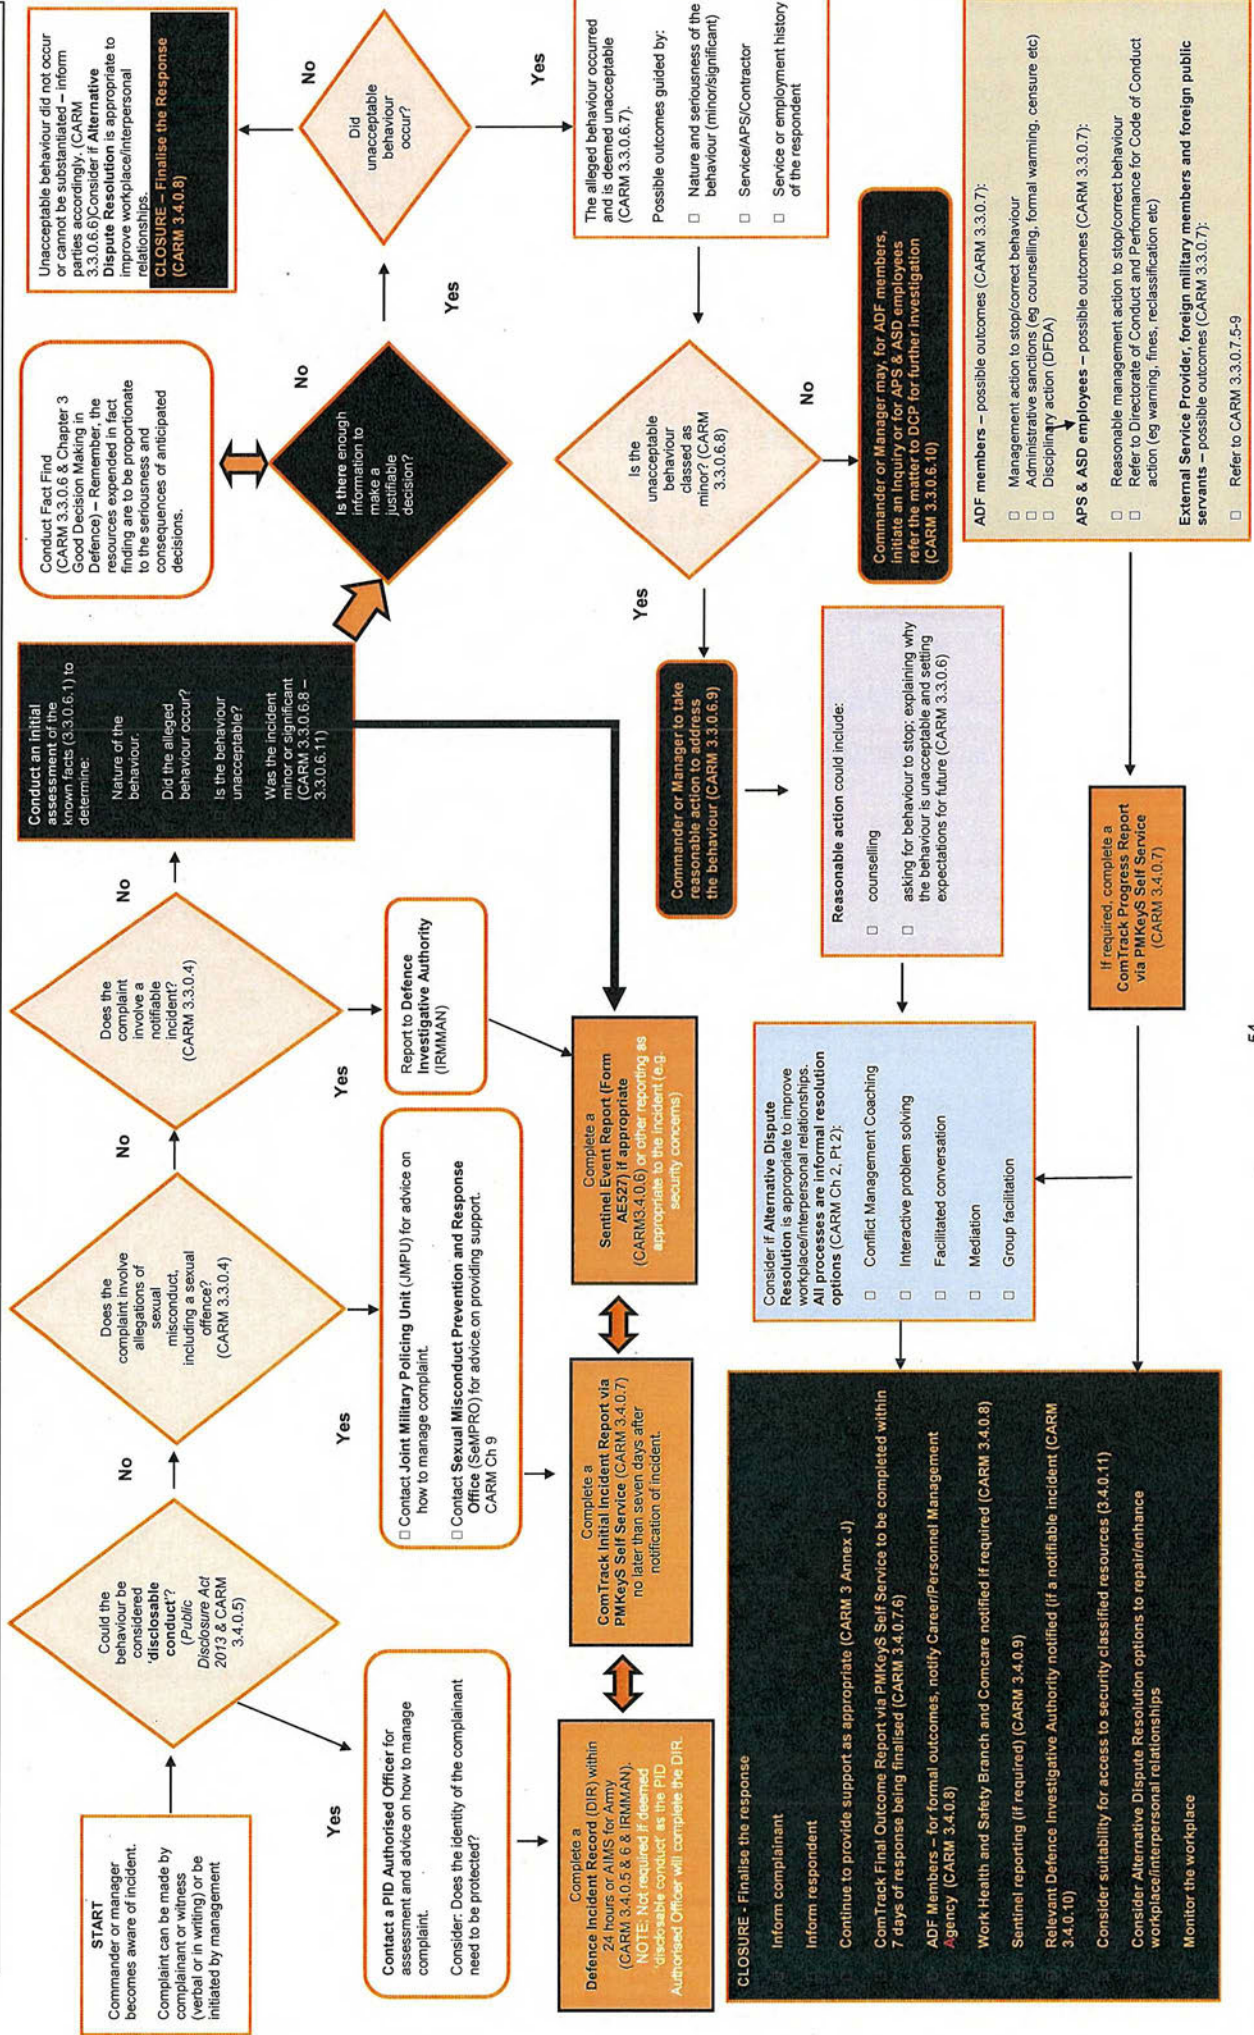 START
Commander or manager
becomes aware of incident.
Complaint can be made by
complainant or witness
(verbal or in writing) or be
initiated by management
Could the
behaviour be
considered
'disclosable
conduct'?
(Public
Disclosure Act
2013 & CARM
3.4.0.5)
No
Yes
Does the
complaint involve
allegations of
sexual
misconduct,
including a sexual
offence?
(CARM 3.3.0.4)
No
Yes
Does the
complaint
involve a
notifiable
incident?
(CARM 3.3.0.4)
No
Yes
Conduct an initial
assessment of the
known facts (3.3.0.6.1) to
determine:
□ Nature of the
behaviour.
□ Did the alleged
behaviour occur?
□ Is the behaviour
unacceptable?
□ Was the incident
minor or significant
(CARM 3.3.0.6.8 –
3.3.0.6.11)
Conduct Fact Find
(CARM 3.3.0.6 & Chapter 3
Good Decision Making in
Defence) – Remember, the
resources expended in fact
finding are to be proportionate
to the seriousness and
consequences of anticipated
decisions.
Unacceptable behaviour did not occur
or cannot be substantiated – inform
parties accordingly. (CARM
3.3.0.6.6)Consider if Alternative
Dispute Resolution is appropriate to
improve workplace/interpersonal
relationships.
CLOSURE – Finalise the Response
(CARM 3.4.0.8)
Contact a PID Authorised Officer for
assessment and advice on how to manage
complaint.
Consider: Does the identity of the complainant
need to be protected?
□ Contact Joint Military Policing Unit (JMPU) for advice on
how to manage complaint.
□ Contact Sexual Misconduct Prevention and Response
Office (SeMPRO) for advice on providing support.
CARM Ch 9
Report to Defence
Investigative Authority
(IRMMAN)
Is there enough
information to
make a
justifiable
decision?
No
Yes
Did
unacceptable
behaviour
occur?
No
Yes
Complete a
Defence Incident Record (DIR) within
24 hours or AIMS for Army
(CARM 3.4.0.5 & 6 & IRMMAN).
NOTE: Not required if deemed
'disclosable conduct' as the PID
Authorised Officer will complete the DIR.
Complete a
ComTrack Initial Incident Report via
PMKeyS Self Service (CARM 3.4.0.7)
no later than seven days after
notification of incident.
Complete a
Sentinel Event Report (Form
AE527) if appropriate
(CARM3.4.0.6) or other reporting as
appropriate to the incident (e.g.
security concerns)
The alleged behaviour occurred
and is deemed unacceptable
(CARM 3.3.0.6.7).
Possible outcomes guided by:
□ Nature and seriousness of the
behaviour (minor/significant)
□ Service/APS/Contractor
□ Service or employment history
of the respondent
Is the
unacceptable
behaviour
classed as
minor? (CARM
3.3.0.6.8)
Yes
No
Commander or Manager to take
reasonable action to address
the behaviour (CARM 3.3.0.6.9)
Commander or Manager may, for ADF members,
initiate an Inquiry or for APS & ASD employees
refer the matter to DCP for further investigation
(CARM 3.3.0.6.10)
Reasonable action could include:
□ counselling
□ asking for behaviour to stop; explaining why
the behaviour is unacceptable and setting
expectations for future (CARM 3.3.0.6)
Consider if Alternative Dispute
Resolution is appropriate to improve
workplace/interpersonal relationships.
All processes are informal resolution
options (CARM Ch 2, Pt 2):
□ Conflict Management Coaching
□ Interactive problem solving
□ Facilitated conversation
□ Mediation
□ Group facilitation
ADF members – possible outcomes (CARM 3.3.0.7):
□ Management action to stop/correct behaviour
□ Administrative sanctions (eg counselling, formal warning, censure etc)
□ Disciplinary action (DFDA)
APS & ASD employees – possible outcomes (CARM 3.3.0.7):
□ Reasonable management action to stop/correct behaviour
□ Refer to Directorate of Conduct and Performance for Code of Conduct
action (eg warning, fines, reclassification etc)
External Service Provider, foreign military members and foreign public
servants – possible outcomes (CARM 3.3.0.7):
□ Refer to CARM 3.3.0.7.5-9
If required, complete a
ComTrack Progress Report
via PMKeyS Self Service
(CARM 3.4.0.7)
CLOSURE - Finalise the response
□ Inform complainant
□ Inform respondent
□ Continue to provide support as appropriate (CARM 3 Annex J)
□ ComTrack Final Outcome Report via PMKeyS Self Service to be completed within
7 days of response being finalised (CARM 3.4.0.7.6)
□ ADF Members – for formal outcomes, notify Career/Personnel Management
Agency (CARM 3.4.0.8)
□ Work Health and Safety Branch and Comcare notified if required (CARM 3.4.0.8)
□ Sentinel reporting (if required) (CARM 3.4.0.9)
□ Relevant Defence Investigative Authority notified (if a notifiable incident (CARM
3.4.0.10)
□ Consider suitability for access to security classified resources (3.4.0.11)
□ Consider Alternative Dispute Resolution options to repair/enhance
workplace/interpersonal relationships
□ Monitor the workplace
54